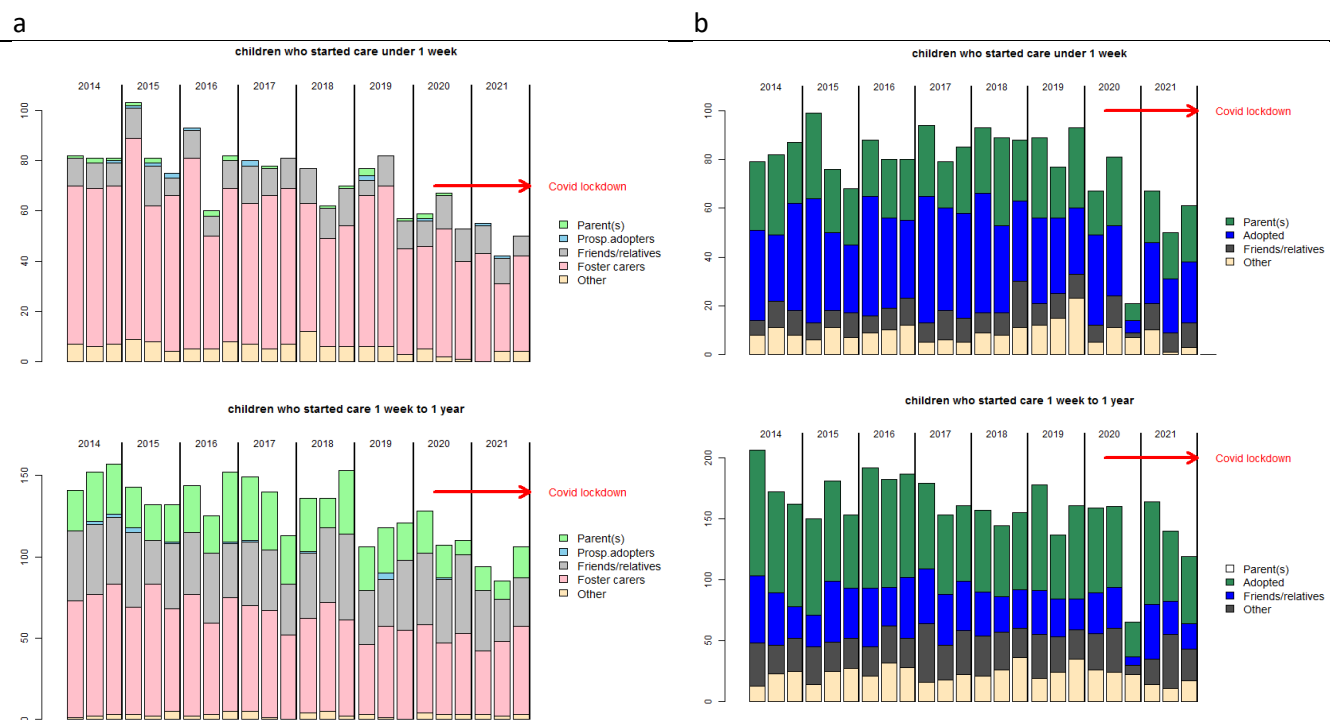 a
children who started care under 1 week
2014 2015 2016 2017 2018 2019 2020 2021
100
80
60
40
20
0
Covid lockdown
Parent(s)
Prosp.adopters
Friends/relatives
Foster carers
Other
children who started care 1 week to 1 year
2014 2015 2016 2017 2018 2019 2020 2021
150
100
50
0
Covid lockdown
Parent(s)
Prosp.adopters
Friends/relatives
Foster carers
Other
b
children who started care under 1 week
2014 2015 2016 2017 2018 2019 2020 2021
100
80
60
40
20
0
Covid lockdown
Parent(s)
Adopted
Friends/relatives
Other
children who started care 1 week to 1 year
2014 2015 2016 2017 2018 2019 2020 2021
200
150
100
50
0
Covid lockdown
Parent(s)
Adopted
Friends/relatives
Other